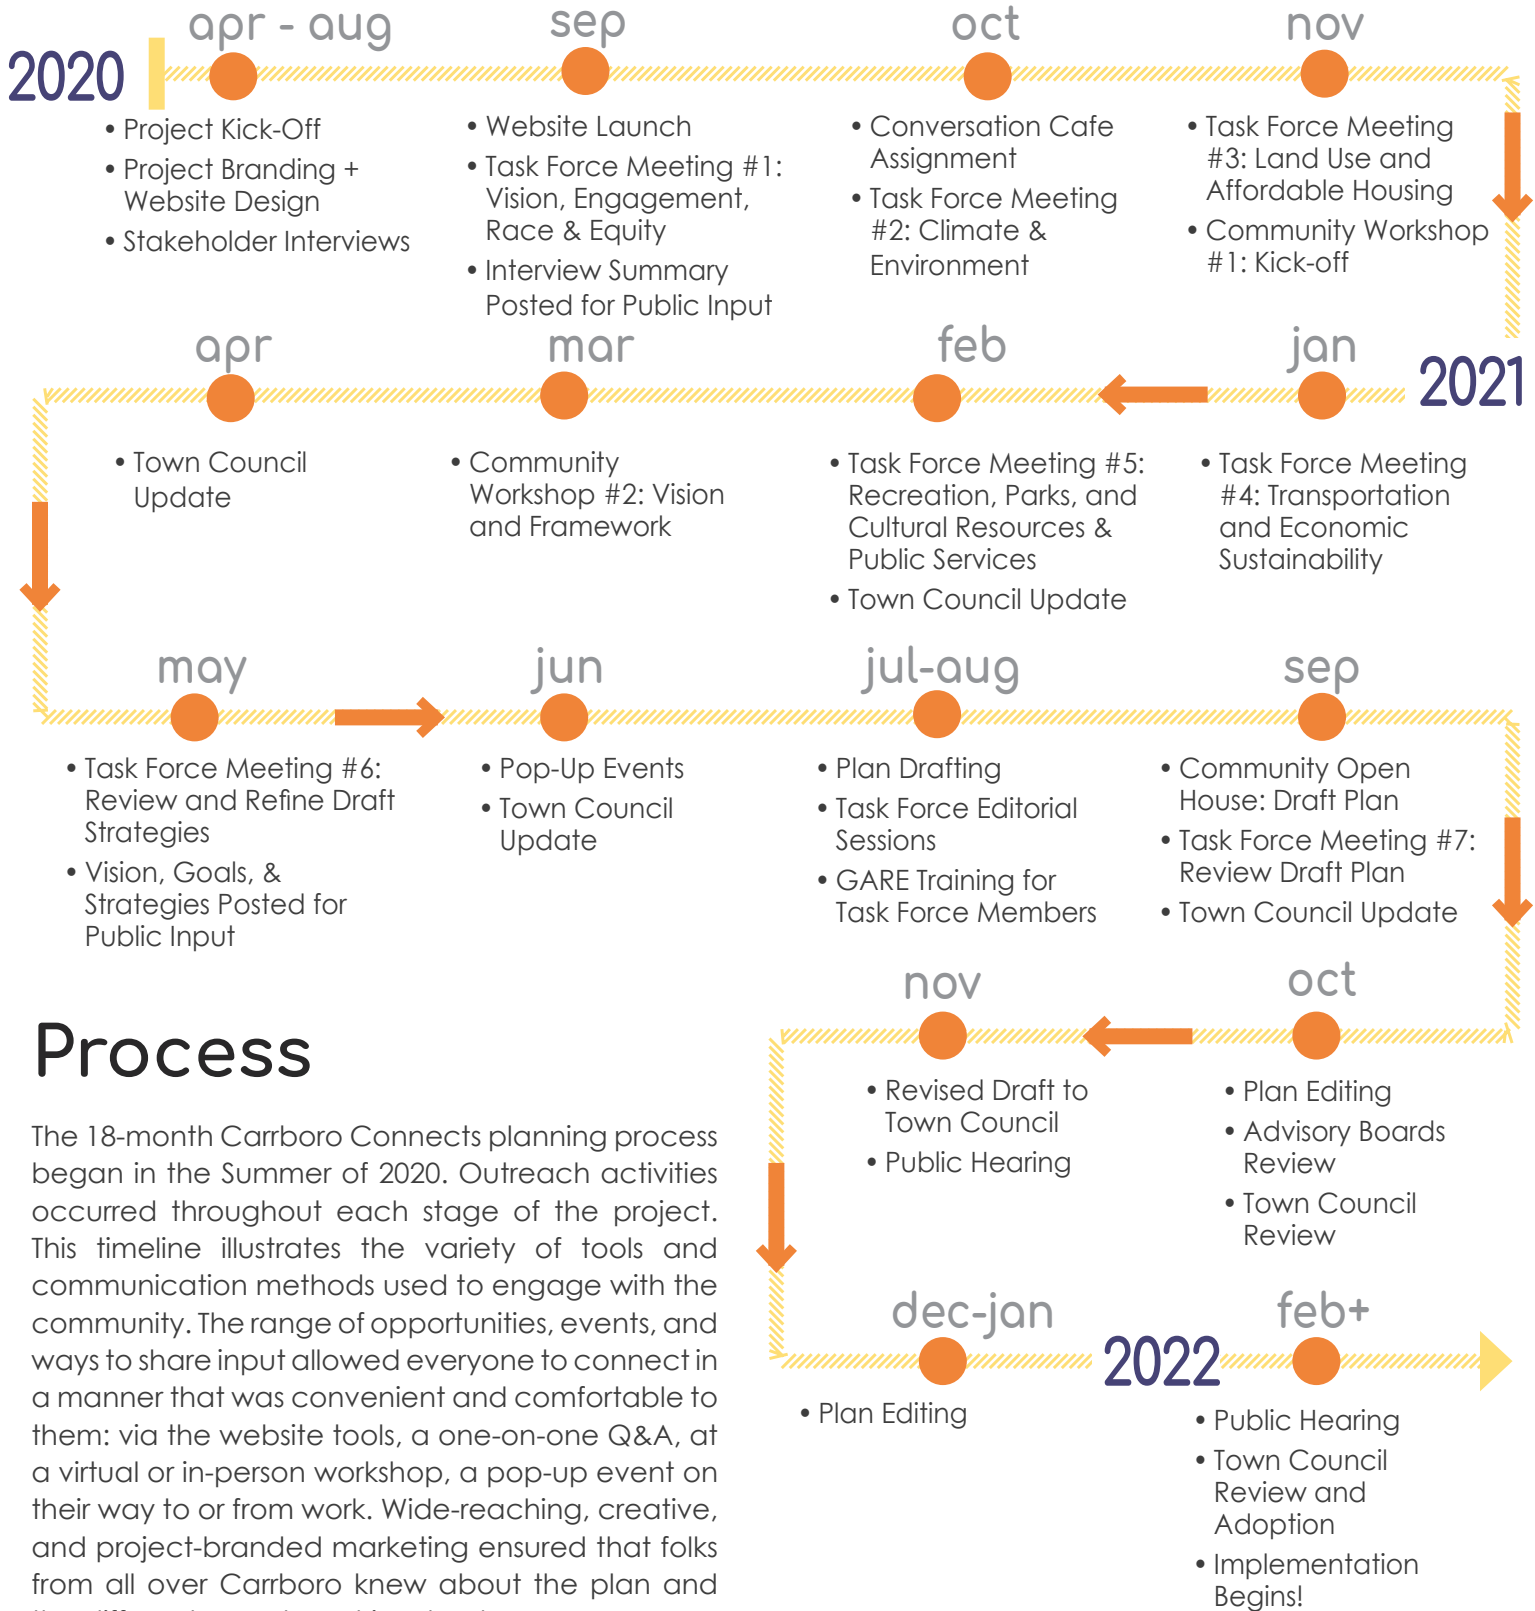 2020
apr - aug
• Project Kick-Off
• Project Branding +
Website Design
• Stakeholder Interviews
sep
• Website Launch
• Task Force Meeting #1:
Vision, Engagement,
Race & Equity
• Interview Summary
Posted for Public Input
oct
• Conversation Cafe
Assignment
• Task Force Meeting
#2: Climate &
Environment
nov
• Task Force Meeting
#3: Land Use and
Affordable Housing
• Community Workshop
#1: Kick-off
2021
jan
• Task Force Meeting
#4: Transportation
and Economic
Sustainability
feb
• Task Force Meeting #5:
Recreation, Parks, and
Cultural Resources &
Public Services
• Town Council Update
mar
• Community
Workshop #2: Vision
and Framework
apr
• Town Council
Update
may
• Task Force Meeting #6:
Review and Refine Draft
Strategies
• Vision, Goals, &
Strategies Posted for
Public Input
jun
• Pop-Up Events
• Town Council
Update
jul-aug
• Plan Drafting
• Task Force Editorial
Sessions
• GARE Training for
Task Force Members
sep
• Community Open
House: Draft Plan
• Task Force Meeting #7:
Review Draft Plan
• Town Council Update
oct
• Plan Editing
• Advisory Boards
Review
• Town Council
Review
nov
• Revised Draft to
Town Council
• Public Hearing
dec-jan
• Plan Editing
2022
feb+
• Public Hearing
• Town Council
Review and
Adoption
• Implementation
Begins!
Process
The 18-month Carrboro Connects planning process
began in the Summer of 2020. Outreach activities
occurred throughout each stage of the project.
This timeline illustrates the variety of tools and
communication methods used to engage with the
community. The range of opportunities, events, and
ways to share input allowed everyone to connect in
a manner that was convenient and comfortable to
them: via the website tools, a one-on-one Q&A, at
a virtual or in-person workshop, a pop-up event on
their way to or from work. Wide-reaching, creative,
and project-branded marketing ensured that folks
from all over Carrboro knew about the plan and